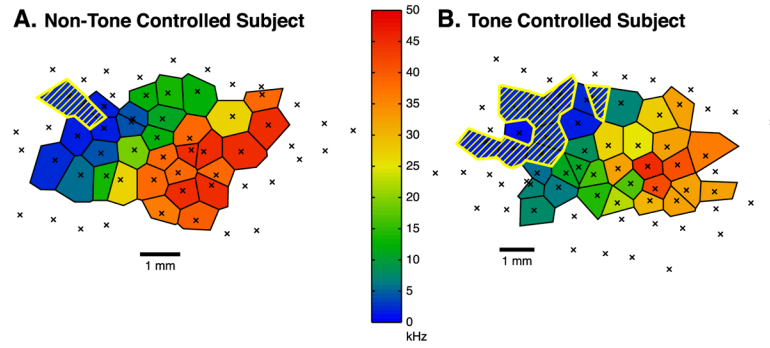 A. Non-Tone Controlled Subject
B. Tone Controlled Subject
50
45
40
35
30
25
20
15
10
5
0
kHz
1 mm
1 mm